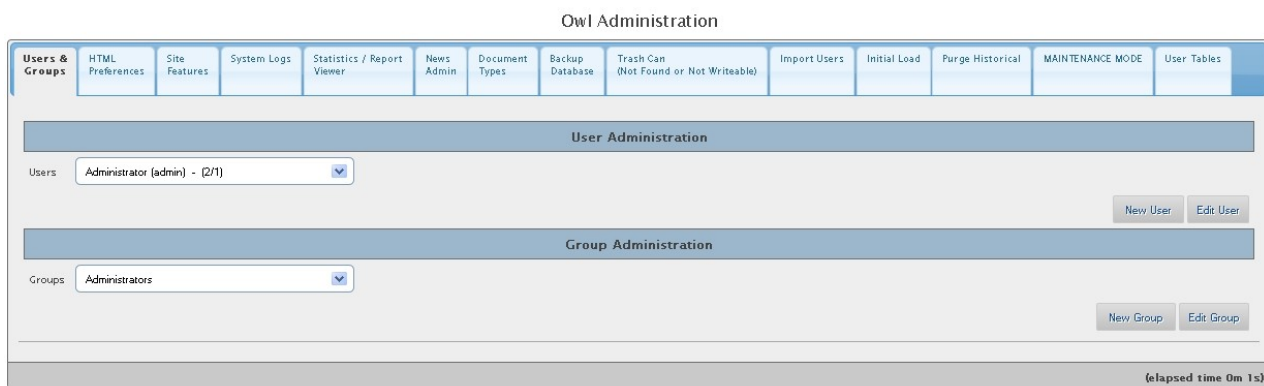 Owl Administration
Users & Groups
HTML Preferences
Site Features
System Logs
Statistics / Report Viewer
News Admin
Document Types
Backup Database
Trash Can (Not Found or Not Writeable)
Import Users
Initial Load
Purge Historical
MAINTENANCE MODE
User Tables
User Administration
Users Administrator (admin) - (2/1)
New User Edit User
Group Administration
Groups Administrators
New Group Edit Group
(elapsed time 0m 1s)